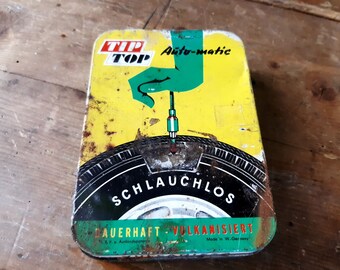 TIP
TOP
Auto-matic
SCHLAUCHLOS
DAUERHAFT - VULKANISIERT
Made in W.-Germany